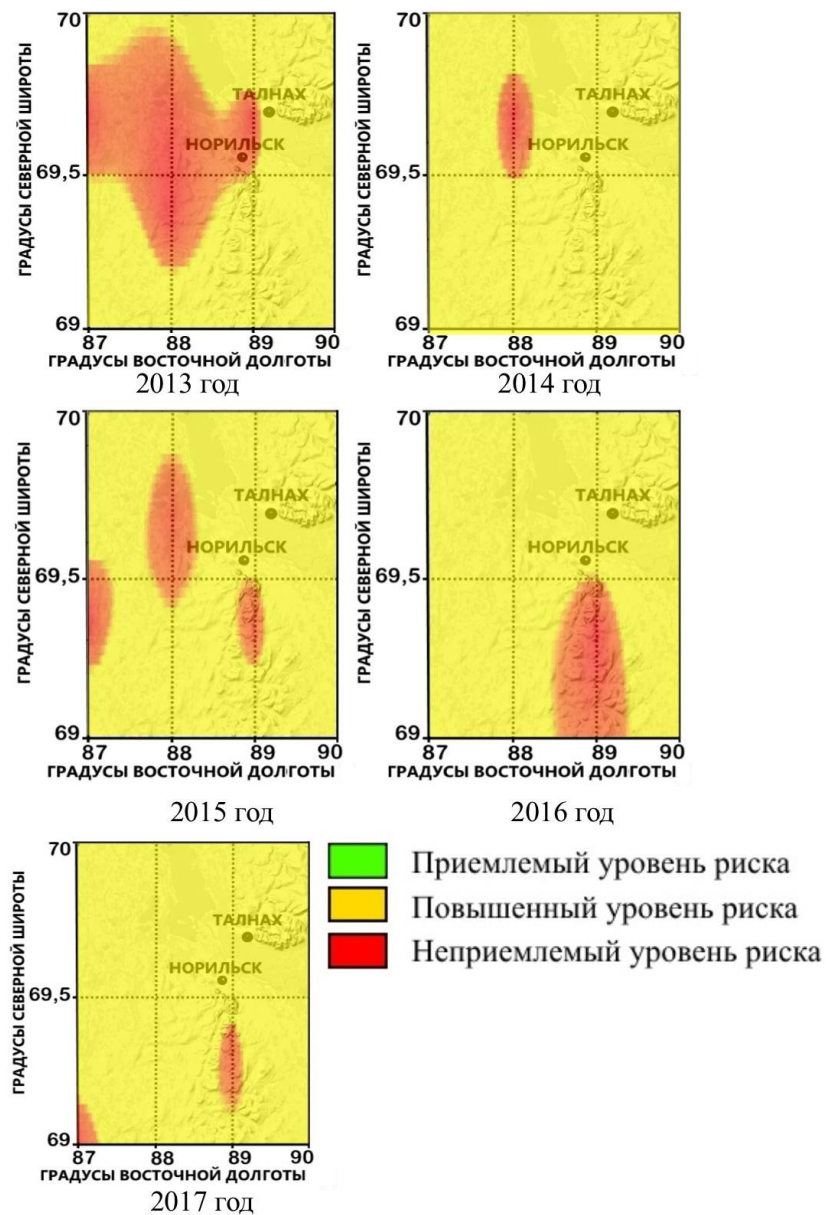 70
ТАЛНАХ
НОРИЛЬСК
69,5
69
87 88 89 90
ГРАДУСЫ СЕВЕРНОЙ ШИРОТЫ
ГРАДУСЫ ВОСТОЧНОЙ ДОЛГОТЫ
2013 год
70
ТАЛНАХ
НОРИЛЬСК
69,5
69
87 88 89 90
ГРАДУСЫ СЕВЕРНОЙ ШИРОТЫ
ГРАДУСЫ ВОСТОЧНОЙ ДОЛГОТЫ
2014 год
70
ТАЛНАХ
НОРИЛЬСК
69,5
69
87 88 89 90
ГРАДУСЫ СЕВЕРНОЙ ШИРОТЫ
ГРАДУСЫ ВОСТОЧНОЙ ДОЛГОТЫ
2015 год
70
ТАЛНАХ
НОРИЛЬСК
69,5
69
87 88 89 90
ГРАДУСЫ СЕВЕРНОЙ ШИРОТЫ
ГРАДУСЫ ВОСТОЧНОЙ ДОЛГОТЫ
2016 год
70
ТАЛНАХ
НОРИЛЬСК
69,5
69
87 88 89 90
ГРАДУСЫ СЕВЕРНОЙ ШИРОТЫ
ГРАДУСЫ ВОСТОЧНОЙ ДОЛГОТЫ
2017 год
Приемлемый уровень риска
Повышенный уровень риска
Неприемлемый уровень риска